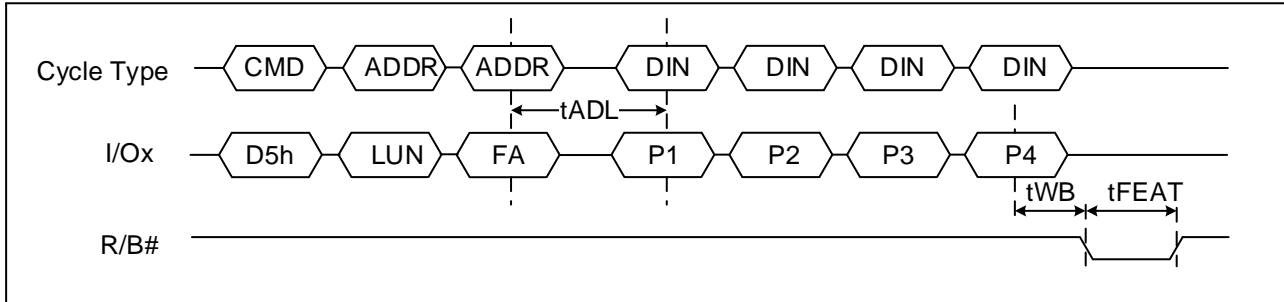 Cycle Type CMD ADDR ADDR DIN DIN DIN DIN
tADL
I/Ox D5h LUN FA P1 P2 P3 P4
tWB tFEAT
R/B#